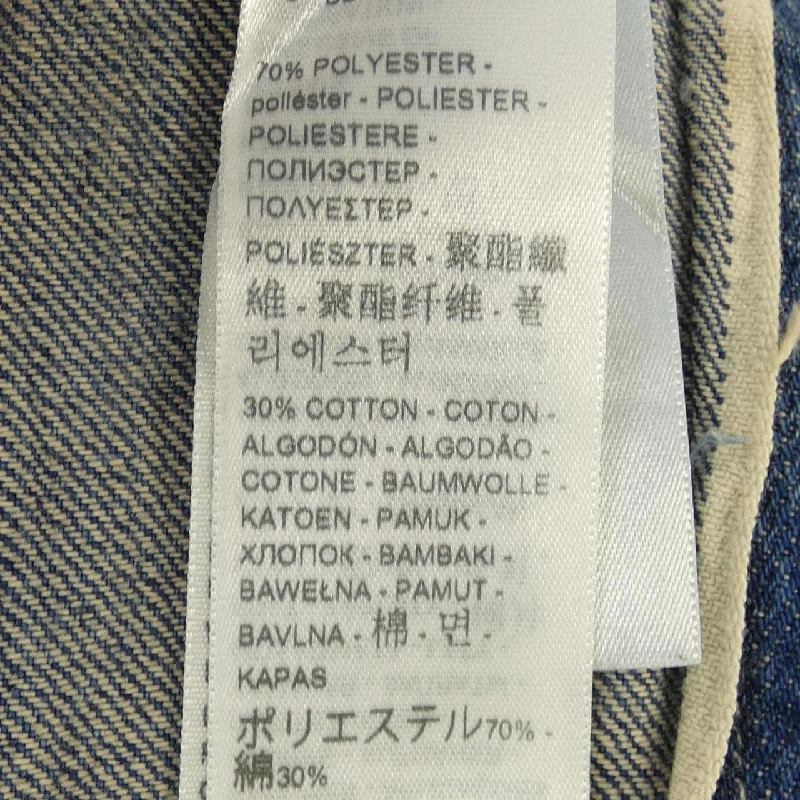 70% POLYESTER -
poliéster - POLIESTER -
POLIESTERE -
ПОЛИЭСТЕР -
ΠΟΛΥΕΣΤΕΡ -
POLIÉSZTER - 聚酯纖
維 - 聚酯纤维 - 폴
리에스터
30% COTTON - COTON -
ALGODÓN - ALGODÃO -
COTONE - BAUMWOLLE -
KATOEN - PAMUK -
ХЛОПОК - BAMBAKI -
BAWEŁNA - PAMUT -
BAVLNA - 棉 - 면 -
KAPAS
ポリエステル70% -
綿30%